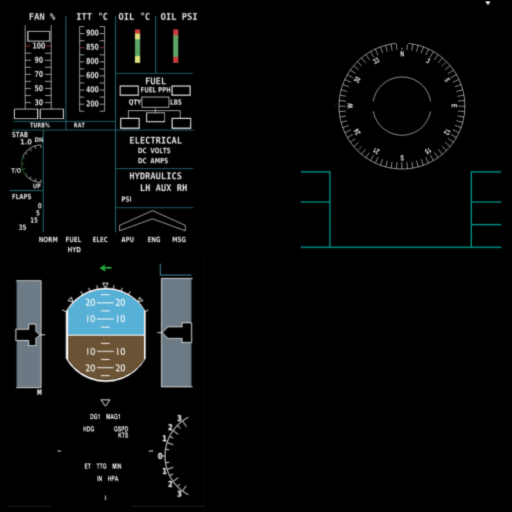 FAN % ITT °C OIL °C OIL PSI
100 90 70 50 30
900 850 800 700 600 400 200
FUEL
FUEL PPH
QTY LBS
TURB% RAT
STAB
1.0 DN
T/O
UP
ELECTRICAL
DC VOLTS
DC AMPS
HYDRAULICS
LH AUX RH
PSI
FLAPS
0
5
15
35
NORM FUEL ELEC APU ENG MSG
HYD
N 3 6 E 12 15 S 21 24 W 30 33
20 20
10 10
10 10
20 20
M
DG1 MAG1
HDG GSPD
KTS
ET TTG MIN
IN HPA
3
2
1
0
1
2
3